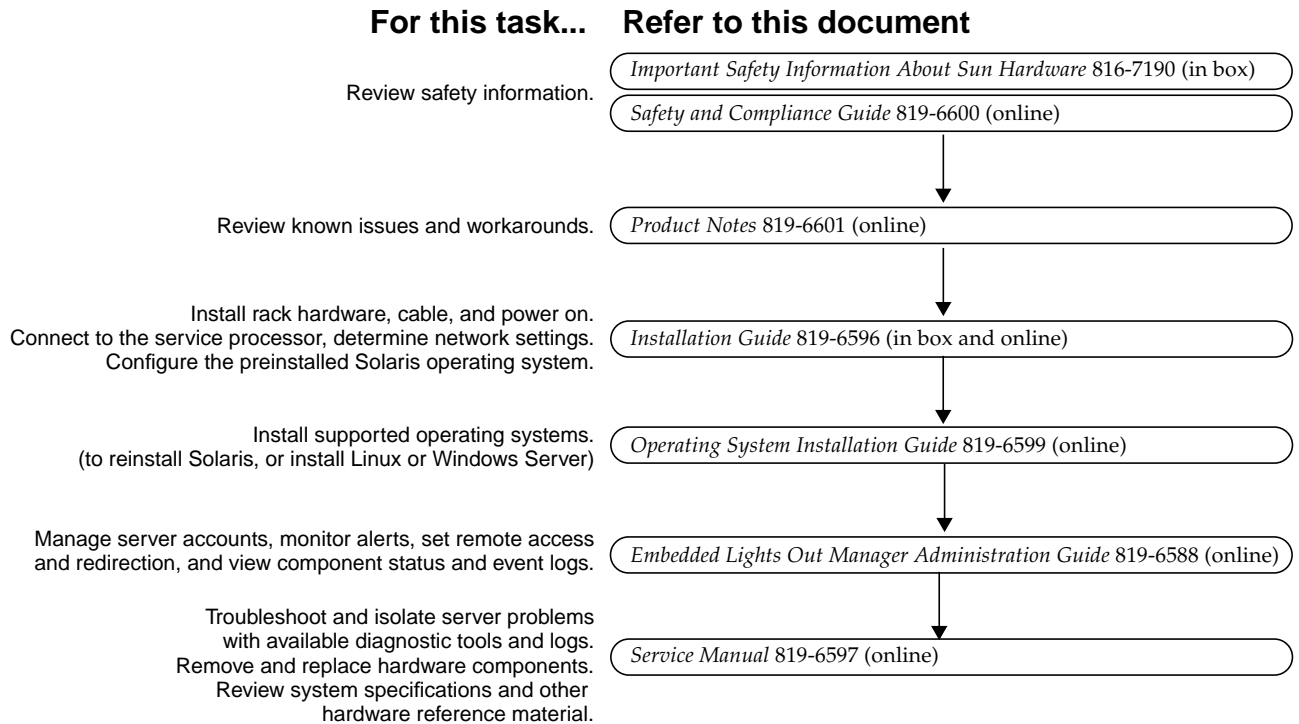 For this task... Refer to this document
Review safety information.
Important Safety Information About Sun Hardware 816-7190 (in box)
Safety and Compliance Guide 819-6600 (online)
Review known issues and workarounds.
Product Notes 819-6601 (online)
Install rack hardware, cable, and power on.
Connect to the service processor, determine network settings.
Configure the preinstalled Solaris operating system.
Installation Guide 819-6596 (in box and online)
Install supported operating systems.
(to reinstall Solaris, or install Linux or Windows Server)
Operating System Installation Guide 819-6599 (online)
Manage server accounts, monitor alerts, set remote access
and redirection, and view component status and event logs.
Embedded Lights Out Manager Administration Guide 819-6588 (online)
Troubleshoot and isolate server problems
with available diagnostic tools and logs.
Remove and replace hardware components.
Review system specifications and other
hardware reference material.
Service Manual 819-6597 (online)